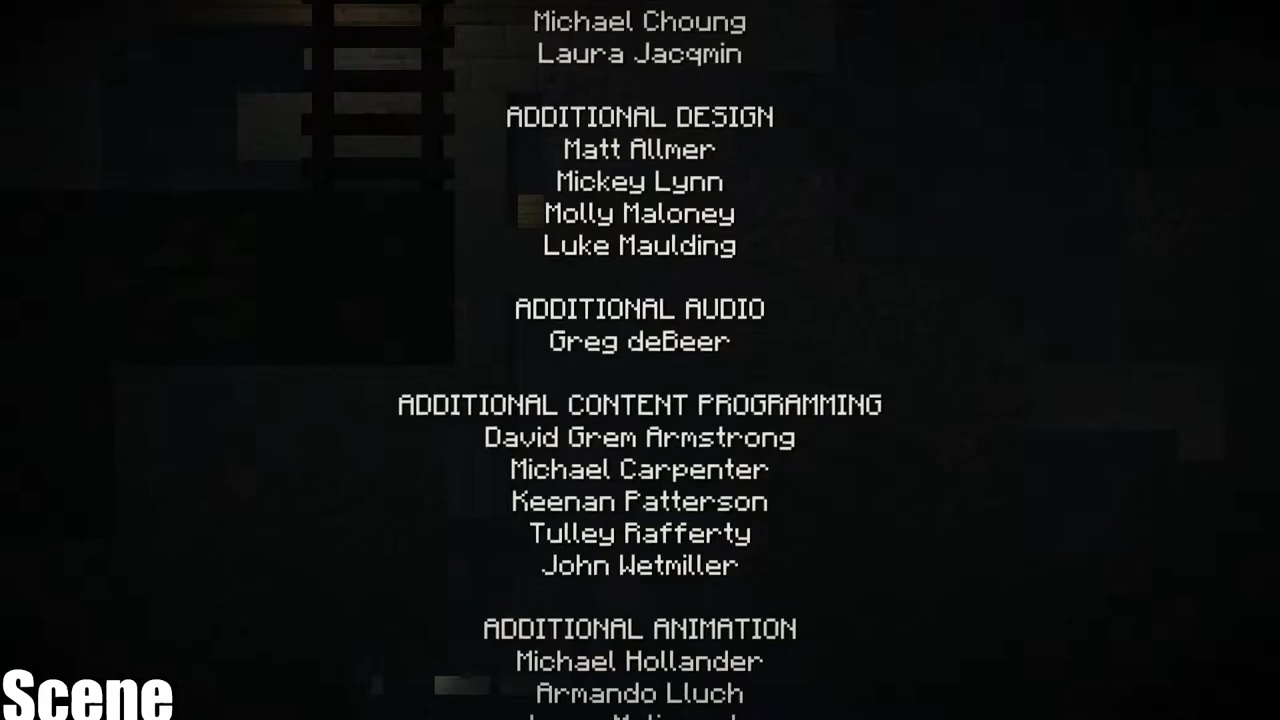 Michael Choung
Laura Jacqmin
ADDITIONAL DESIGN
Matt Allmer
Mickey Lynn
Molly Maloney
Luke Maulding
ADDITIONAL AUDIO
Greg deBeer
ADDITIONAL CONTENT PROGRAMMING
David Grem Armstrong
Michael Carpenter
Keenan Patterson
Tulley Rafferty
John Wetmiller
ADDITIONAL ANIMATION
Michael Hollander
Armando Lluch
Scene